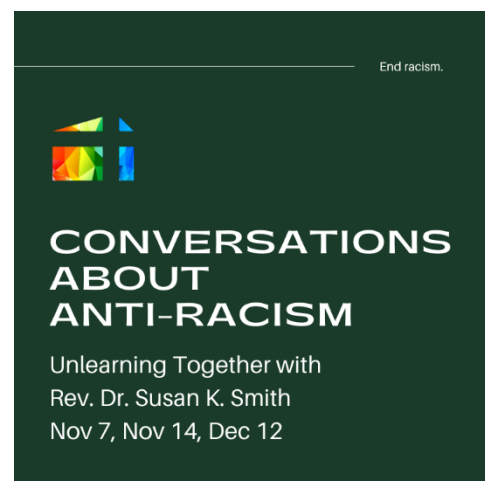 End racism.
CONVERSATIONS
ABOUT
ANTI-RACISM
Unlearning Together with
Rev. Dr. Susan K. Smith
Nov 7, Nov 14, Dec 12